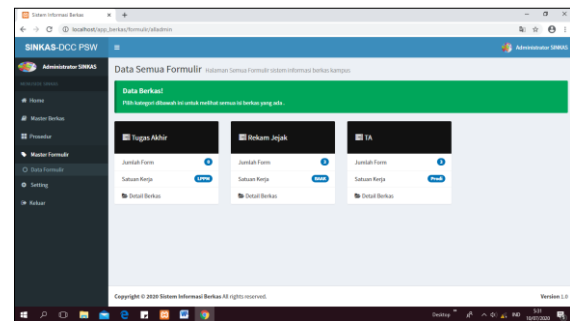 Sistem Informasi Berkas
localhost/app_berkas/formulir/alladmin
SINKAS-DCC PSW
Administrator SINKAS
Administrator SINKAS
Data Semua Formulir Halaman Semua Formulir sistem informasi berkas kampus
Home
Master Berkas
Prosedur
Master Formulir
Data Formulir
Setting
Keluar
Data Berkas!
Pilih kategori dibawah ini untuk melihat semua isi berkas yang ada .
Tugas Akhir
Jumlah Form
Satuan Kerja LPPM
Detail Berkas
Rekam Jejak
Jumlah Form
Satuan Kerja BAAK
Detail Berkas
TA
Jumlah Form
Satuan Kerja Prodi
Detail Berkas
Copyright © 2020 Sistem Informasi Berkas All rights reserved.
Version 1.0
Desktop
IND
5:31
10/07/2020